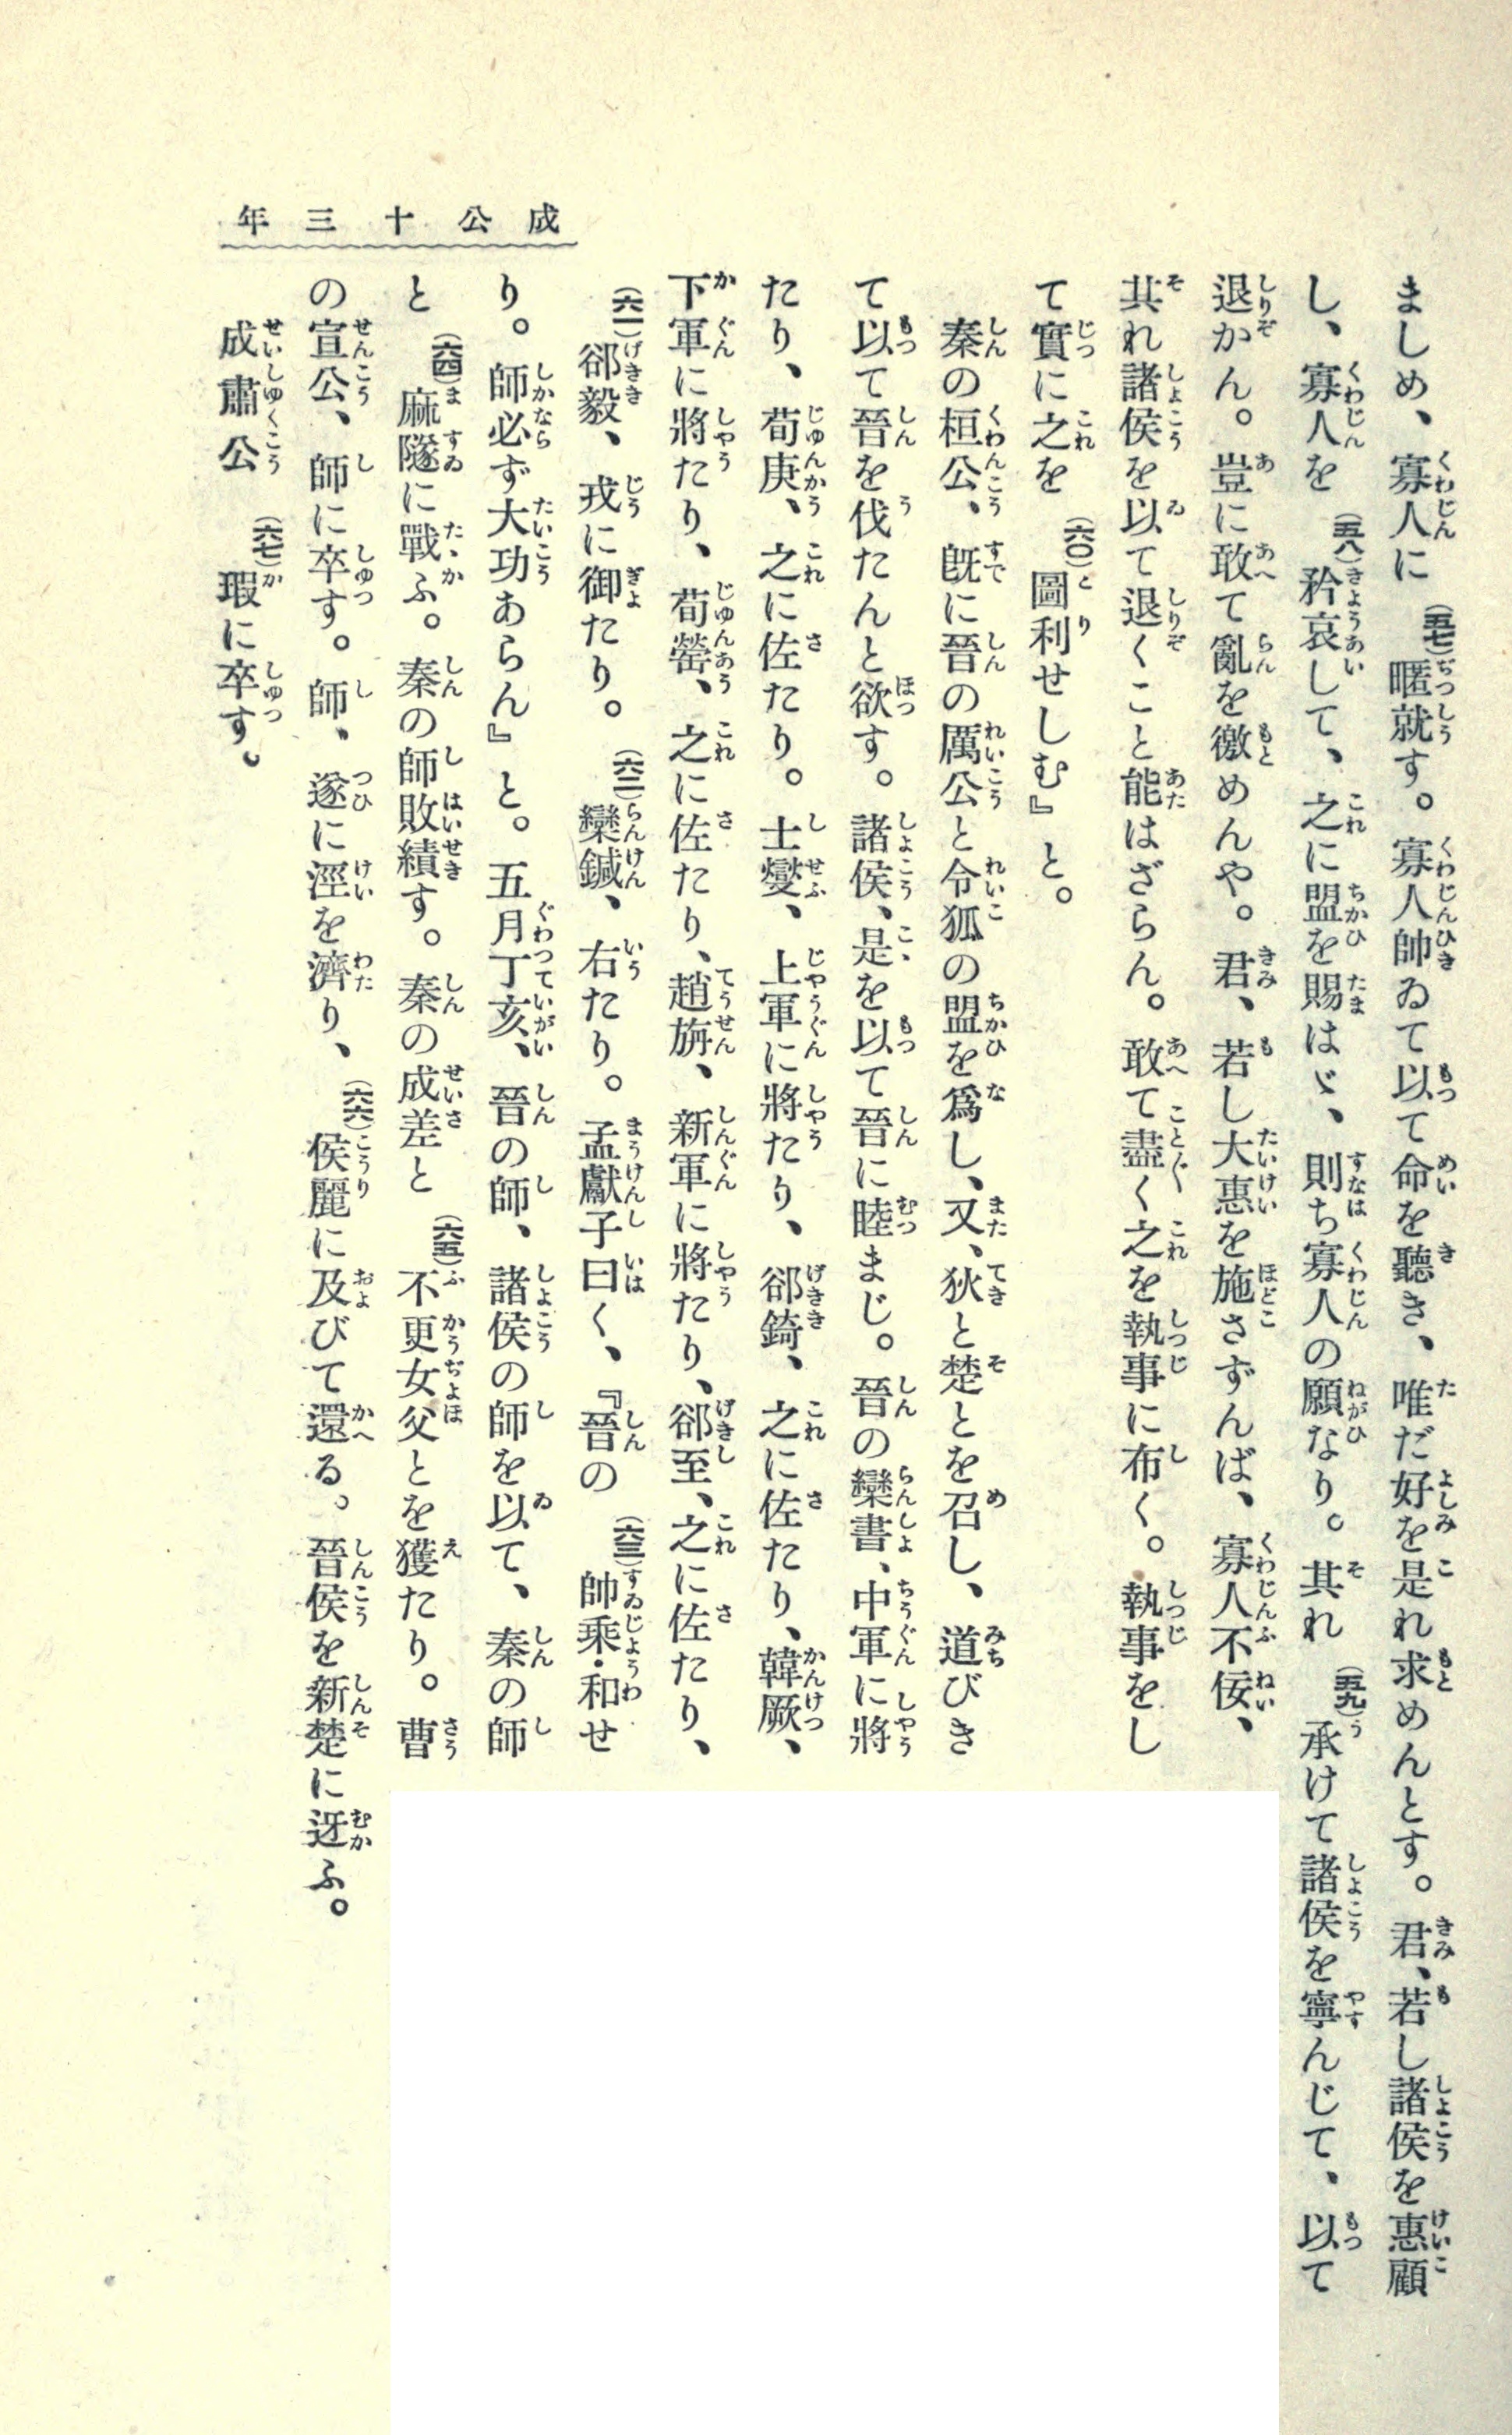 成公十三年
ましめ、寡人に(五七)暱就す。寡人帥ゐて以て命を聽き、唯だ好を是れ求めんとす。君、若し諸侯を惠顧
し、寡人を(五八)矜哀して、之に盟を賜はゞ、則ち寡人の願なり。其れ(五九)承けて諸侯を寧んじて、以て
退かん。豈に敢て亂を徼めんや。君、若し大惠を施さずんば、寡人不佞、
其れ諸侯を以て退くこと能はざらん。敢て盡く之を執事に布く。執事をし
て實に之を(六〇)圖利せしむ』と。
秦の桓公、既に晉の厲公と令狐の盟を爲し、又、狄と楚とを召し、道びき
て以て晉を伐たんと欲す。諸侯、是を以て晉に睦まじ。晉の欒書、中軍に將
たり、荀庚、之に佐たり。士燮、上軍に將たり、郤錡、之に佐たり、韓厥、
下軍に將たり、荀罃、之に佐たり、趙旃、新軍に將たり、郤至、之に佐たり、
(六一)郤毅、戎に御たり。(六二)欒鍼、右たり。孟獻子曰く、『晉の(六三)帥乘・和せ
り。師必ず大功あらん』と。五月丁亥、晉の師、諸侯の師を以て、秦の師
と(六四)麻隧に戰ふ。秦の師敗績す。秦の成差と(六五)不更女父とを獲たり。曹
の宣公、師に卒す。師、遂に涇を濟り、(六六)侯麗に及びて還る。晉侯を新楚に迓ふ。
成肅公(六七)瑕に卒す。